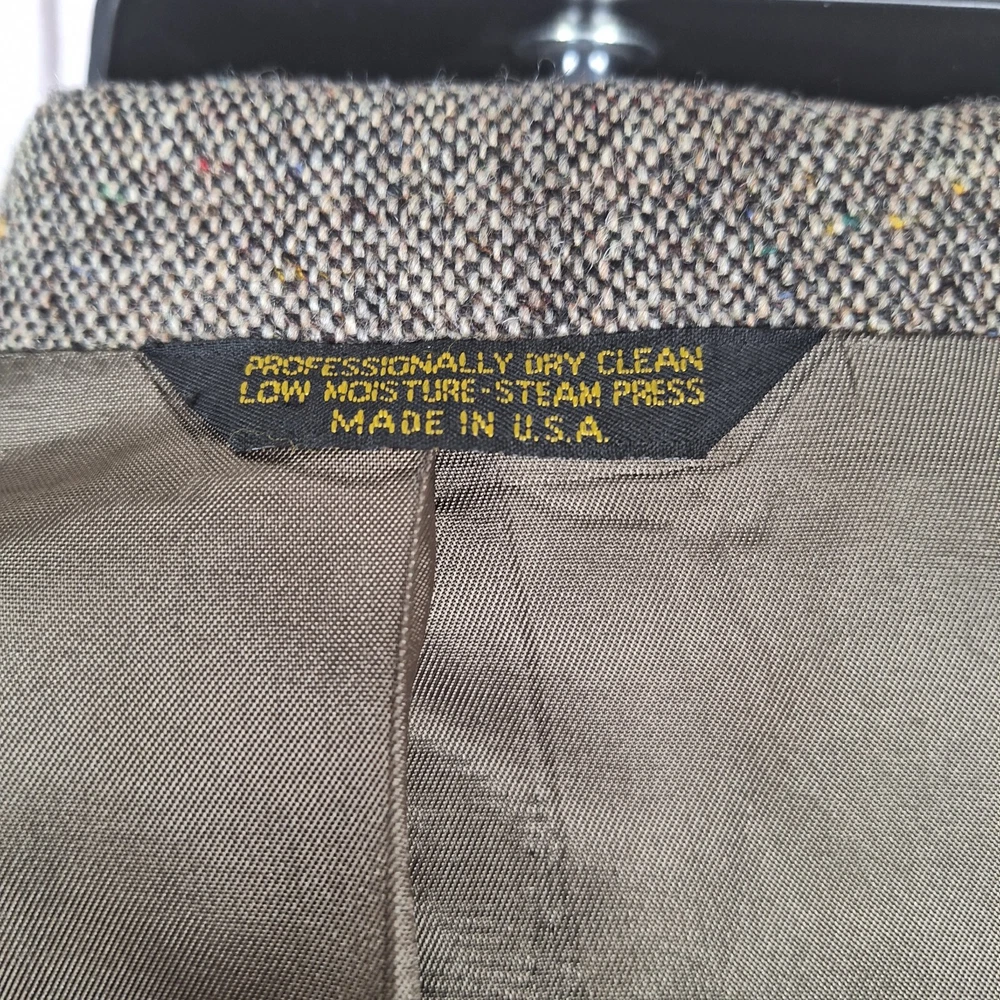 PROFESSIONALLY DRY CLEAN
LOW MOISTURE-STEAM PRESS
MADE IN U.S.A.